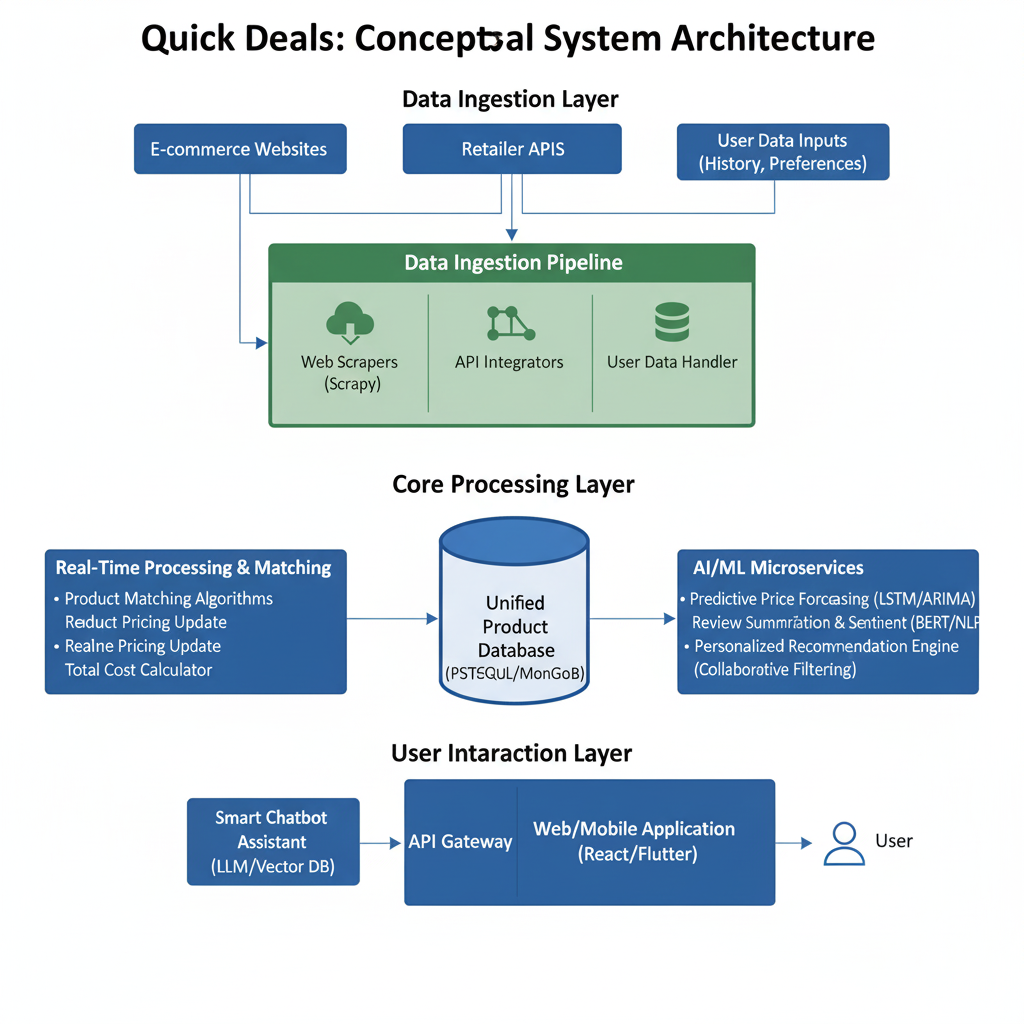 Quick Deals: Conceptsal System Architecture
Data Ingestion Layer
E-commerce Websites
Retailer APIS
User Data Inputs
(History, Preferences)
Data Ingestion Pipeline
Web Scrapers
(Scrapy)
API Integrators
User Data Handler
Core Processing Layer
Real-Time Processing & Matching
• Product Matching Algorithms
Reduct Pricing Update
• Realne Pricing Update
Total Cost Calculator
Unified
Product
Database
(PSTSQUL/MonGoB)
AI/ML Microservices
• Predictive Price Forcasing (LSTM/ARIMA)
Review Summration & Sentiment (BERT/NLP
• Personalized Recommendation Engine
(Collaborative Filtering)
User Intaraction Layer
Smart Chatbot
Assistant
(LLM/Vector DB)
API Gateway
Web/Mobile Application
(React/Flutter)
User